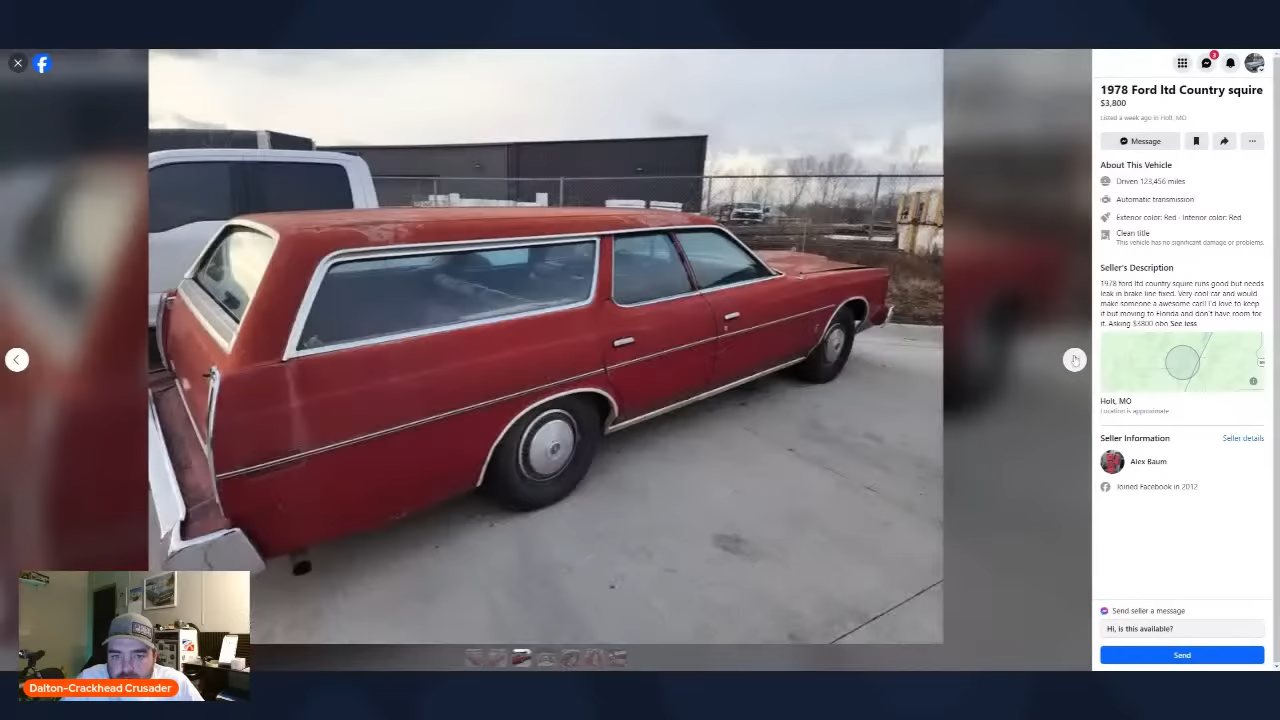 1978 Ford ltd Country squire
$3,800
Listed a week ago in Holt, MO
Message
About This Vehicle
Driven 123,456 miles
Automatic transmission
Exterior color: Red · Interior color: Red
Clean title
This vehicle has no significant damage or problems.
Seller's Description
1978 ford ltd country squire runs good but needs
leak in brake line fixed. Very cool car and would
make someone a awesome car!! I'd love to keep
it but moving to Florida and don't have room for
it. Asking $3800 obo See less
Holt, MO
Location is approximate
Seller Information
Seller details
Alex Baum
Joined Facebook in 2012
Send seller a message
Hi, is this available?
Send
Dalton-Crackhead Crusader